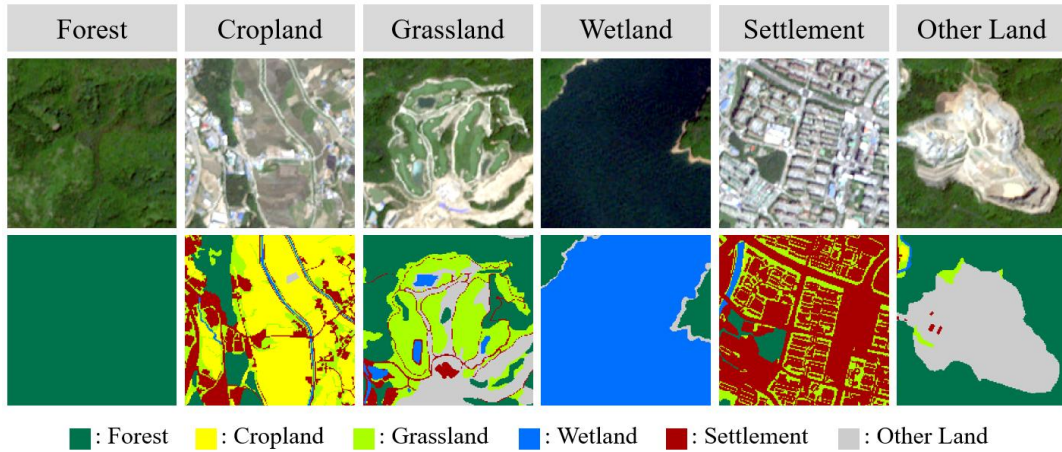 Forest Cropland Grassland Wetland Settlement Other Land
: Forest : Cropland : Grassland : Wetland : Settlement : Other Land